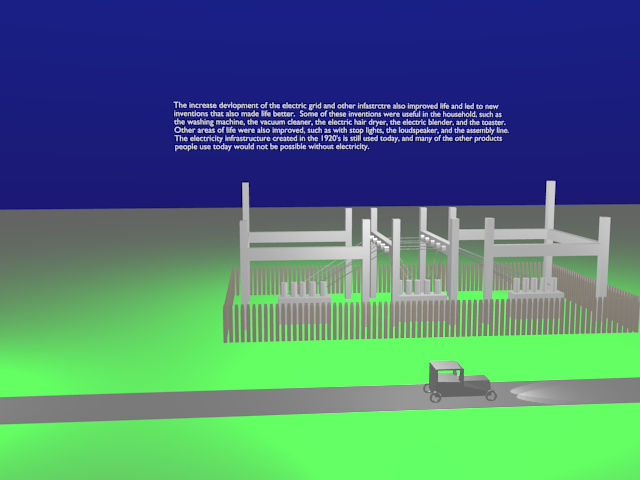 The increase devlopment of the electric grid and other infastrctre also improved life and led to new
inventions that also made life better.  Some of these inventions were useful in the household, such as
the washing machine, the vacuum cleaner, the electric hair dryer, the electric blender, and the toaster.
Other areas of life were also improved, such as with stop lights, the loudspeaker, and the assembly line.
The electricity infrastructure created in the 1920's is still used today, and many of the other products
people use today would not be possible without electricity.